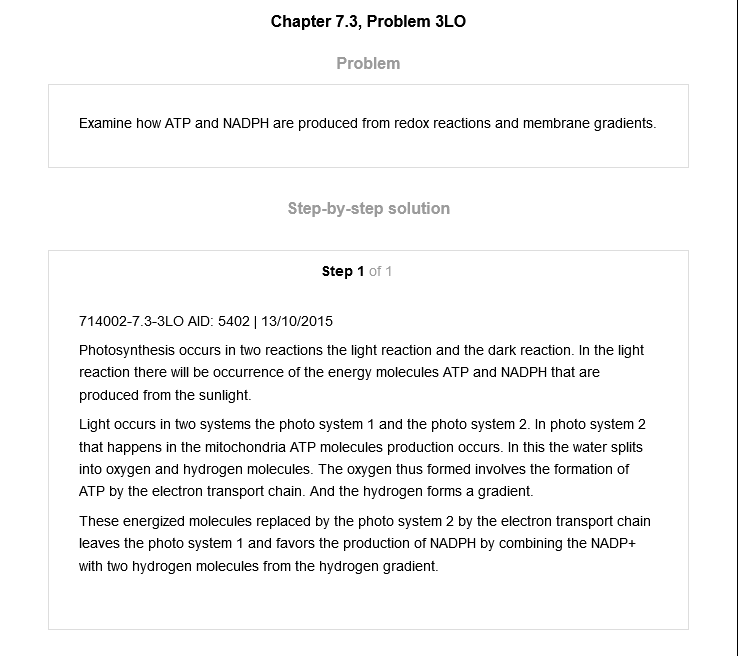 Chapter 7.3, Problem 3LO
Problem
Examine how ATP and NADPH are produced from redox reactions and membrane gradients.
Step-by-step solution
Step 1 of 1
714002-7.3-3LO AID: 5402 | 13/10/2015
Photosynthesis occurs in two reactions the light reaction and the dark reaction. In the light
reaction there will be occurrence of the energy molecules ATP and NADPH that are
produced from the sunlight.
Light occurs in two systems the photo system 1 and the photo system 2. In photo system 2
that happens in the mitochondria ATP molecules production occurs. In this the water splits
into oxygen and hydrogen molecules. The oxygen thus formed involves the formation of
ATP by the electron transport chain. And the hydrogen forms a gradient.
These energized molecules replaced by the photo system 2 by the electron transport chain
leaves the photo system 1 and favors the production of NADPH by combining the NADP+
with two hydrogen molecules from the hydrogen gradient.